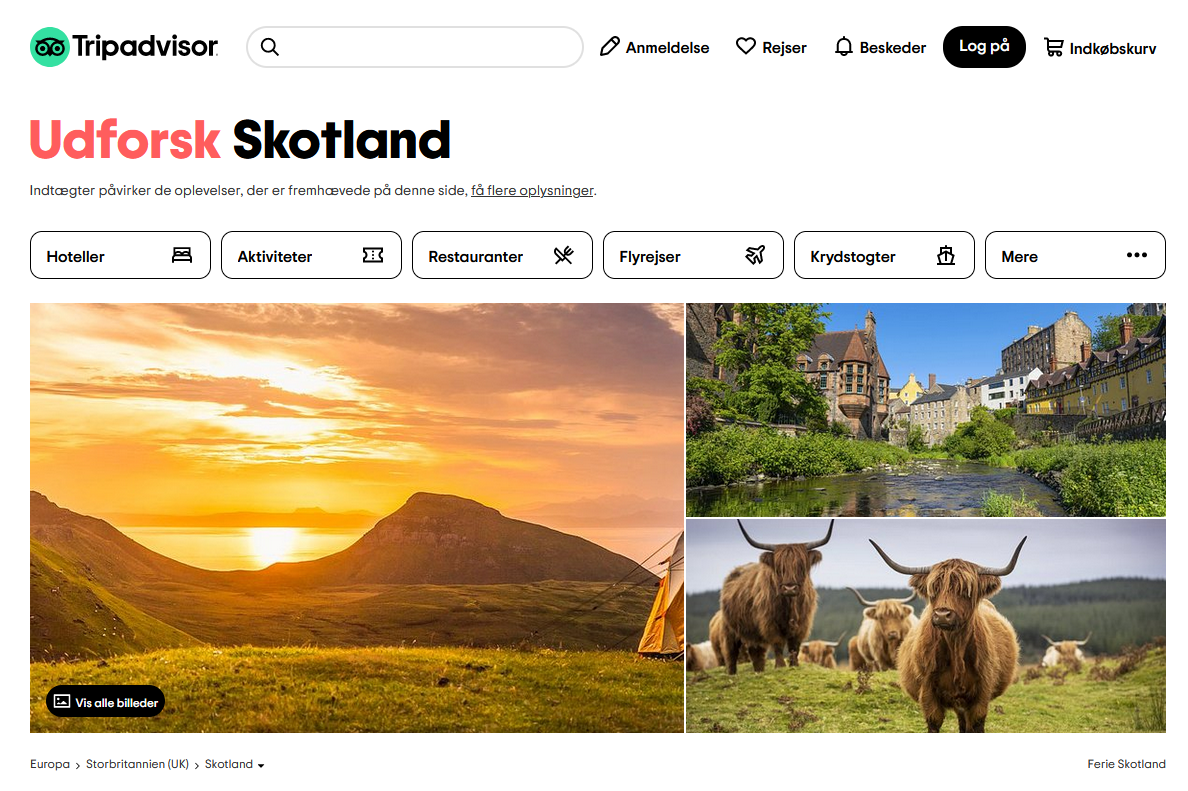 Tripadvisor
Anmeldelse
Rejser
Beskeder
Log på
Indkøbskurv
Udforsk Skotland
Indtægter påvirker de oplevelser, der er fremhævede på denne side, få flere oplysninger.
Hoteller
Aktiviteter
Restauranter
Flyrejser
Krydstogter
Mere
Vis alle billeder
Europa › Storbritannien (UK) › Skotland
Ferie Skotland